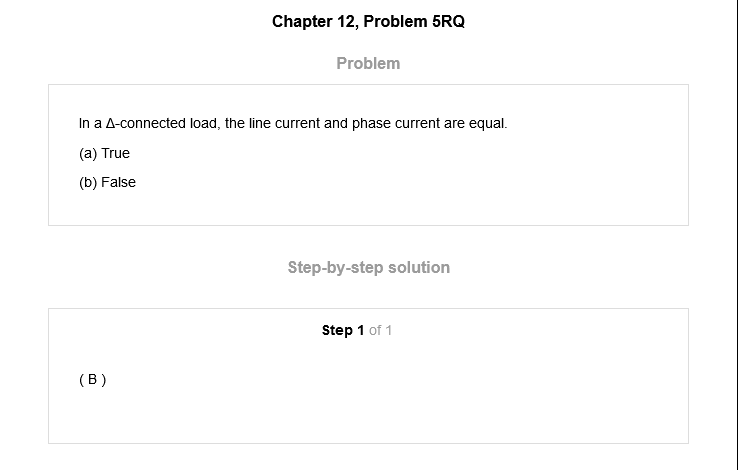 Chapter 12, Problem 5RQ
Problem
In a Δ-connected load, the line current and phase current are equal.
(a) True
(b) False
Step-by-step solution
Step 1 of 1
( B )